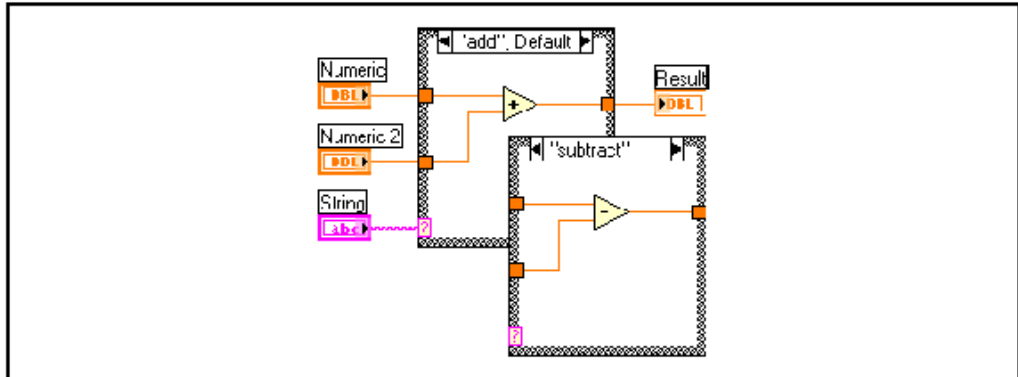 "add", Default
Numeric
DBL
Numeric 2
DBL
String
abc
?
Result
DBL
"subtract"
?